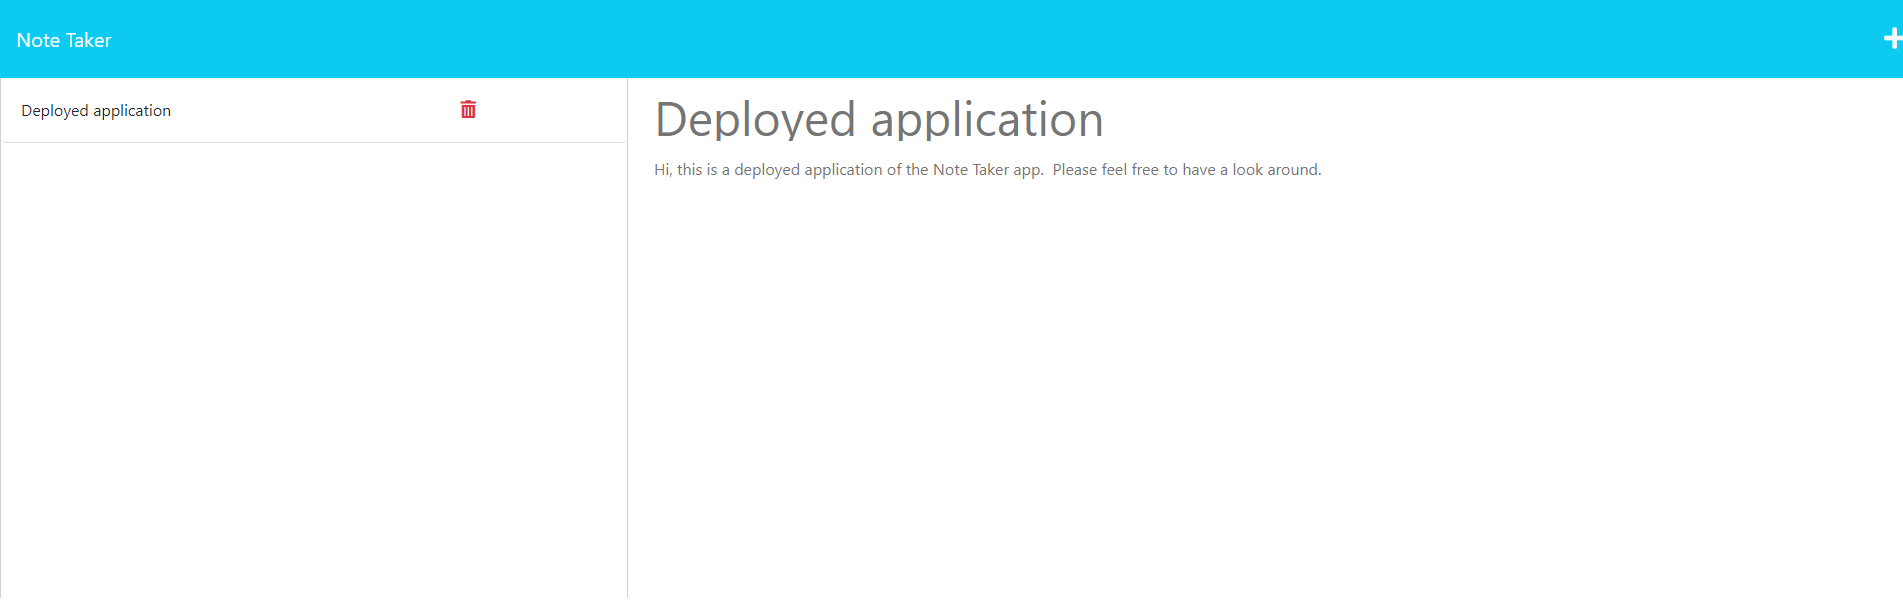 Note Taker
Deployed application
Deployed application
Hi, this is a deployed application of the Note Taker app.  Please feel free to have a look around.